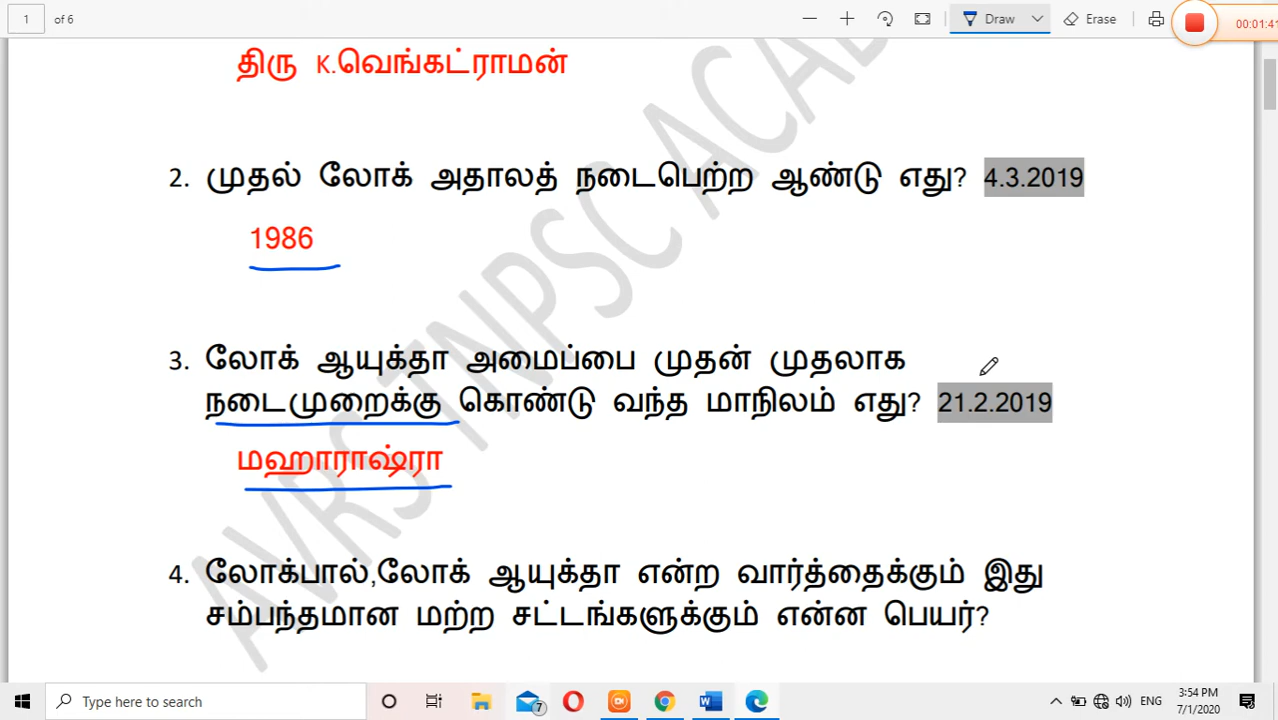 1 of 6
Draw
Erase
00:01:41
திரு K.வெங்கட்ராமன்
2. முதல் லோக் அதாலத் நடைபெற்ற ஆண்டு எது? 4.3.2019
1986
3. லோக் ஆயுக்தா அமைப்பை முதன் முதலாக
நடைமுறைக்கு கொண்டு வந்த மாநிலம் எது? 21.2.2019
மஹாராஷ்ரா
4. லோக்பால்,லோக் ஆயுக்தா என்ற வார்த்தைக்கும் இது
சம்பந்தமான மற்ற சட்டங்களுக்கும் என்ன பெயர்?
AVRS TNPSC ACAD
Type here to search
7
ENG
3:54 PM
7/1/2020